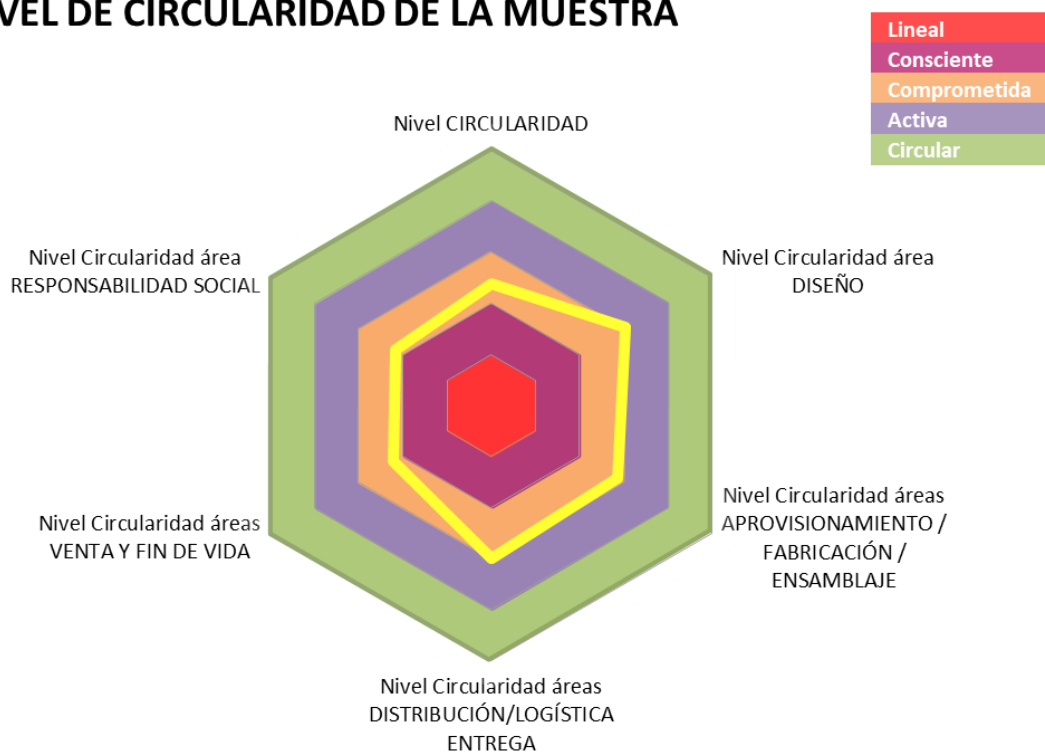 VEL DE CIRCULARIDAD DE LA MUESTRA
Lineal
Consciente
Comprometida
Activa
Circular
Nivel CIRCULARIDAD
Nivel Circularidad área
RESPONSABILIDAD SOCIAL
Nivel Circularidad área
DISEÑO
Nivel Circularidad áreas
APROVISIONAMIENTO /
FABRICACIÓN /
ENSAMBLAJE
Nivel Circularidad áreas
VENTA Y FIN DE VIDA
Nivel Circularidad áreas
DISTRIBUCIÓN/LOGÍSTICA
ENTREGA